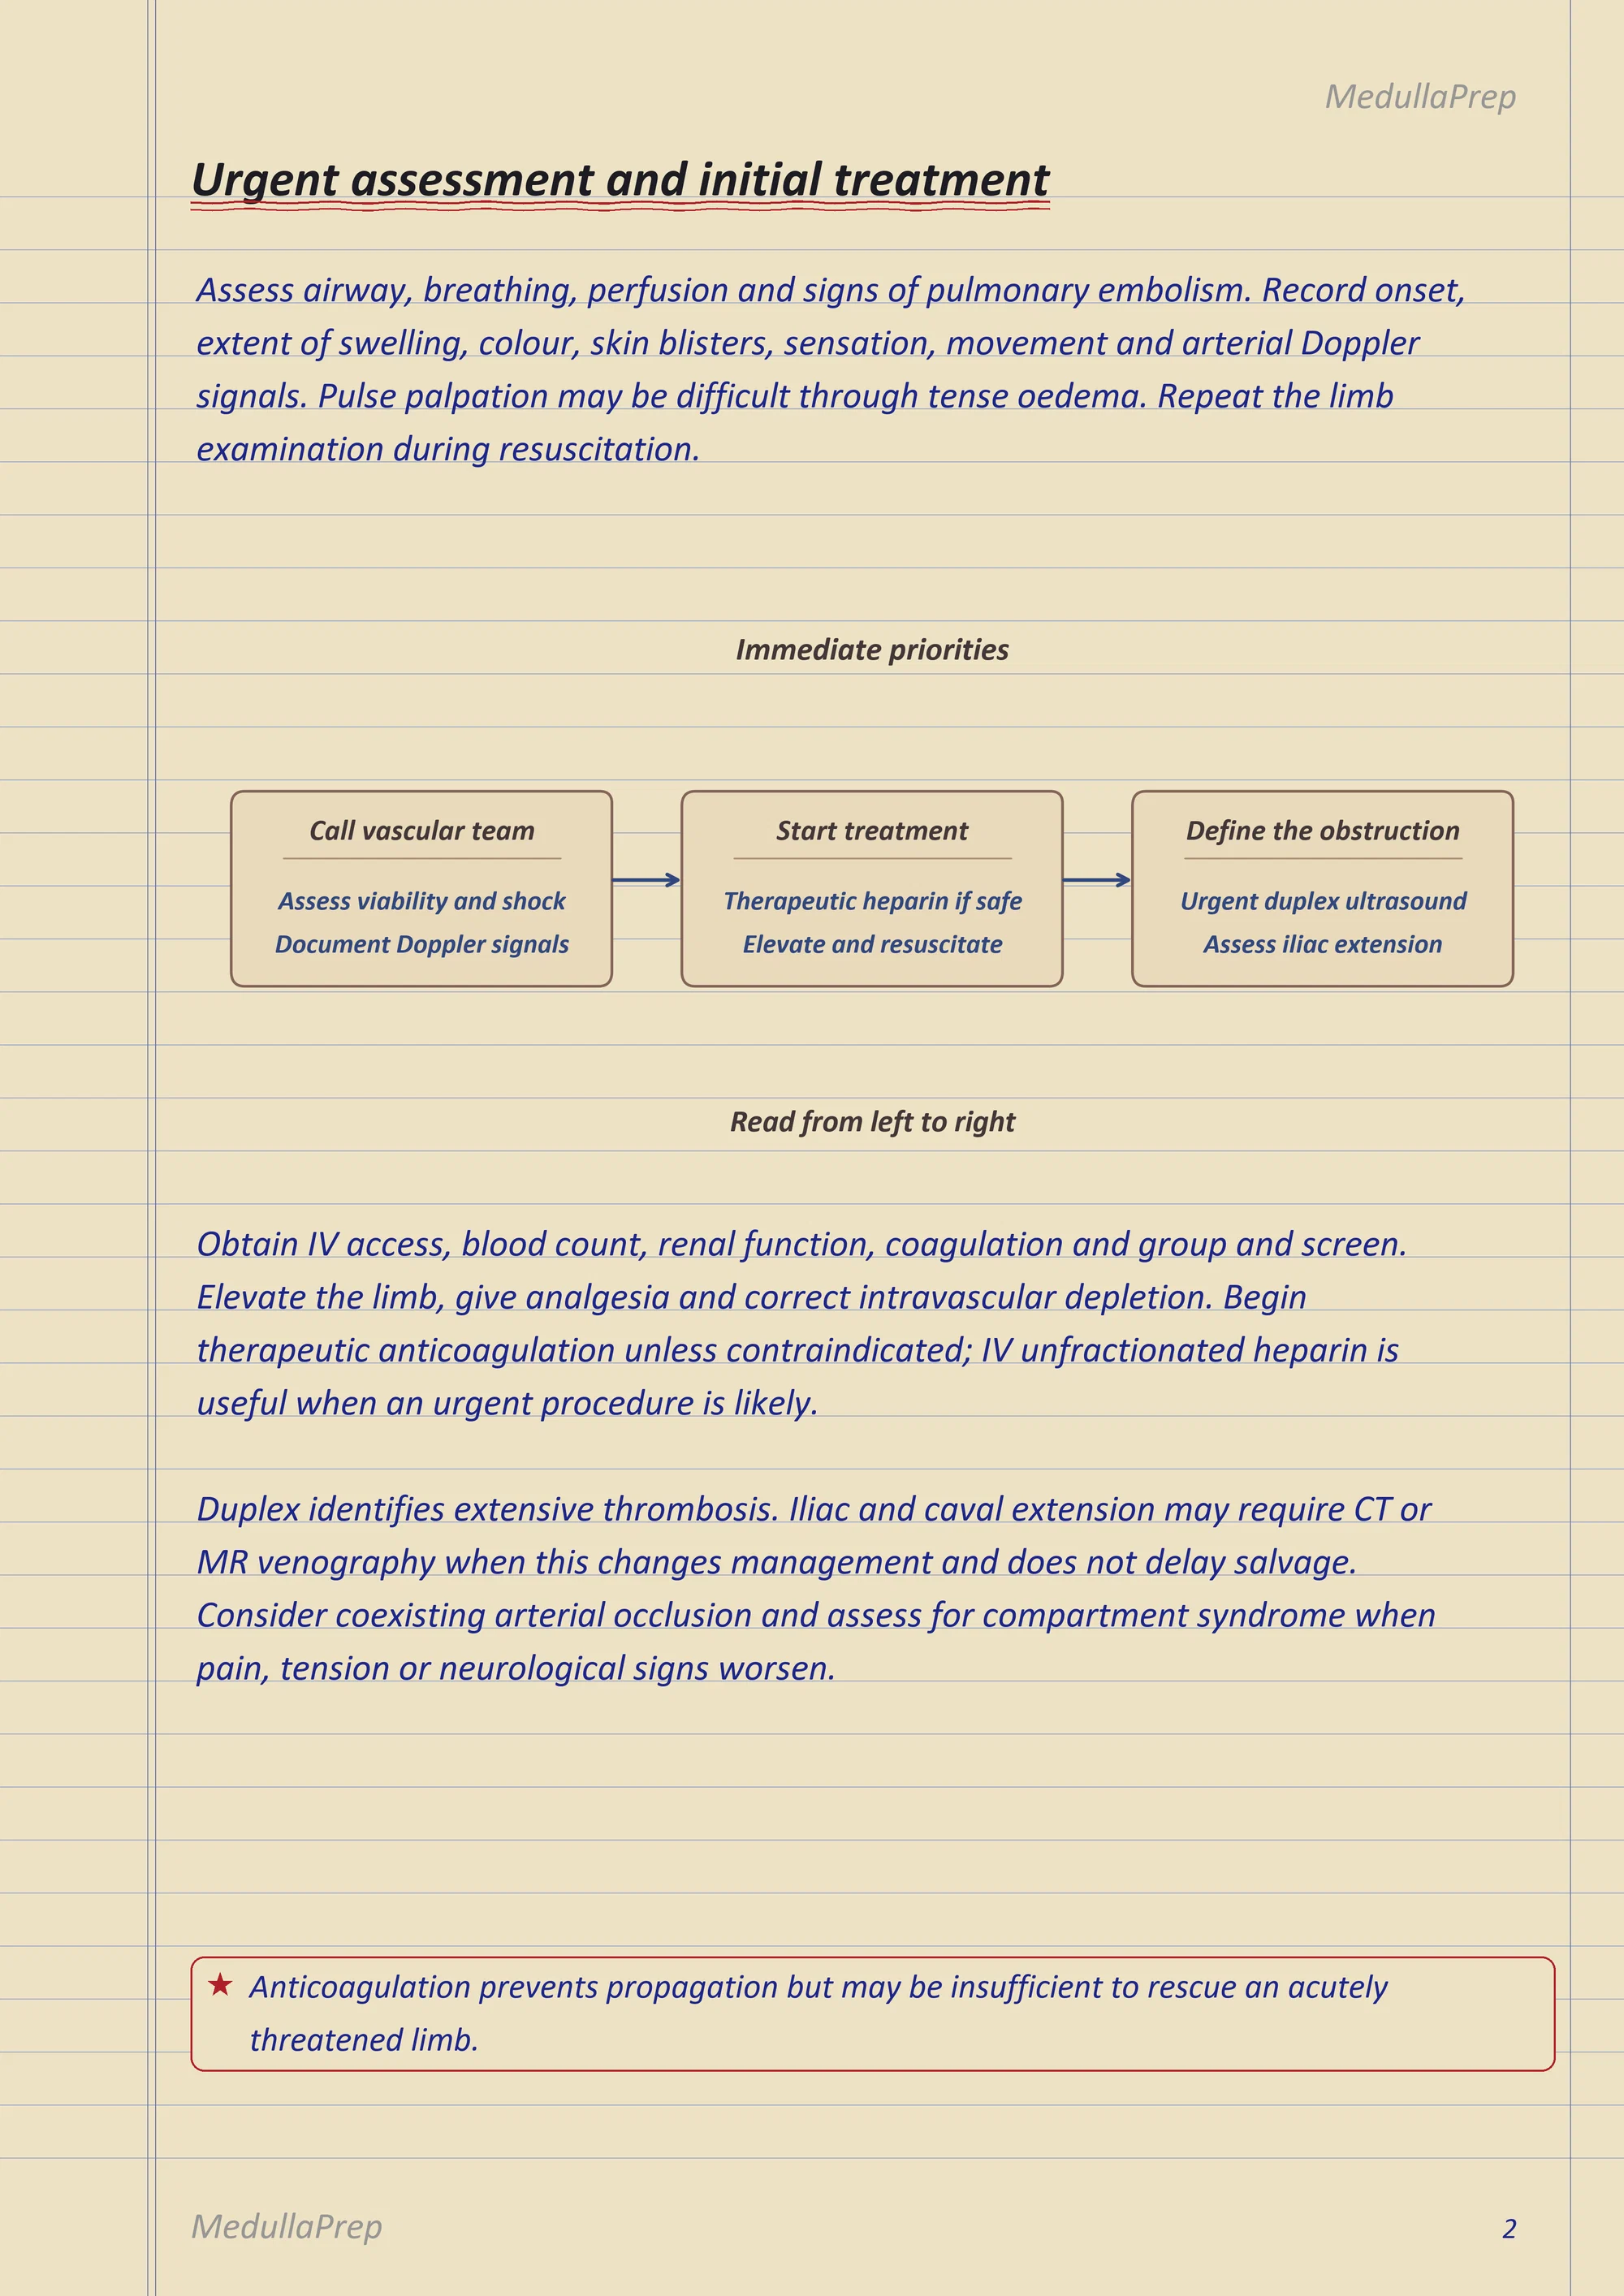 MedullaPrep
Urgent assessment and initial treatment
Assess airway, breathing, perfusion and signs of pulmonary embolism. Record onset,
extent of swelling, colour, skin blisters, sensation, movement and arterial Doppler
signals. Pulse palpation may be difficult through tense oedema. Repeat the limb
examination during resuscitation.
Immediate priorities
Call vascular team
Assess viability and shock
Document Doppler signals
Start treatment
Therapeutic heparin if safe
Elevate and resuscitate
Define the obstruction
Urgent duplex ultrasound
Assess iliac extension
Read from left to right
Obtain IV access, blood count, renal function, coagulation and group and screen.
Elevate the limb, give analgesia and correct intravascular depletion. Begin
therapeutic anticoagulation unless contraindicated; IV unfractionated heparin is
useful when an urgent procedure is likely.
Duplex identifies extensive thrombosis. Iliac and caval extension may require CT or
MR venography when this changes management and does not delay salvage.
Consider coexisting arterial occlusion and assess for compartment syndrome when
pain, tension or neurological signs worsen.
★ Anticoagulation prevents propagation but may be insufficient to rescue an acutely
threatened limb.
MedullaPrep
2